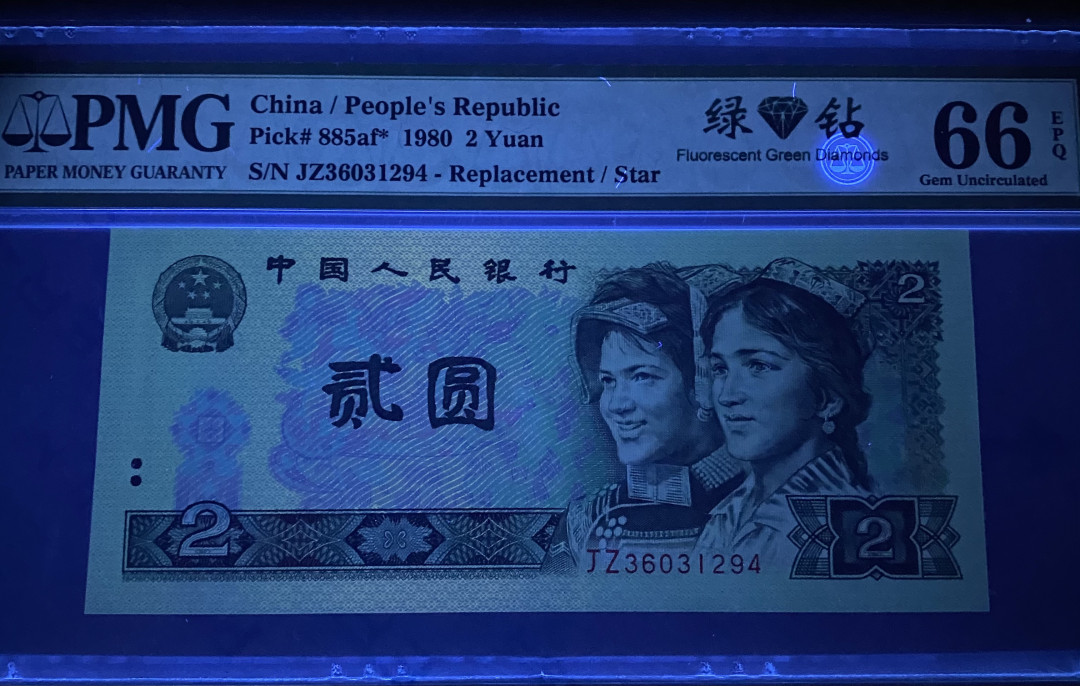 PMG
PAPER MONEY GUARANTY
China / People's Republic
Pick# 885af* 1980 2 Yuan
S/N JZ36031294 - Replacement / Star
绿 钻
Fluorescent Green Diamonds
66
EPQ
Gem Uncirculated
中国人民银行
2
贰圆
2
2
JZ36031294